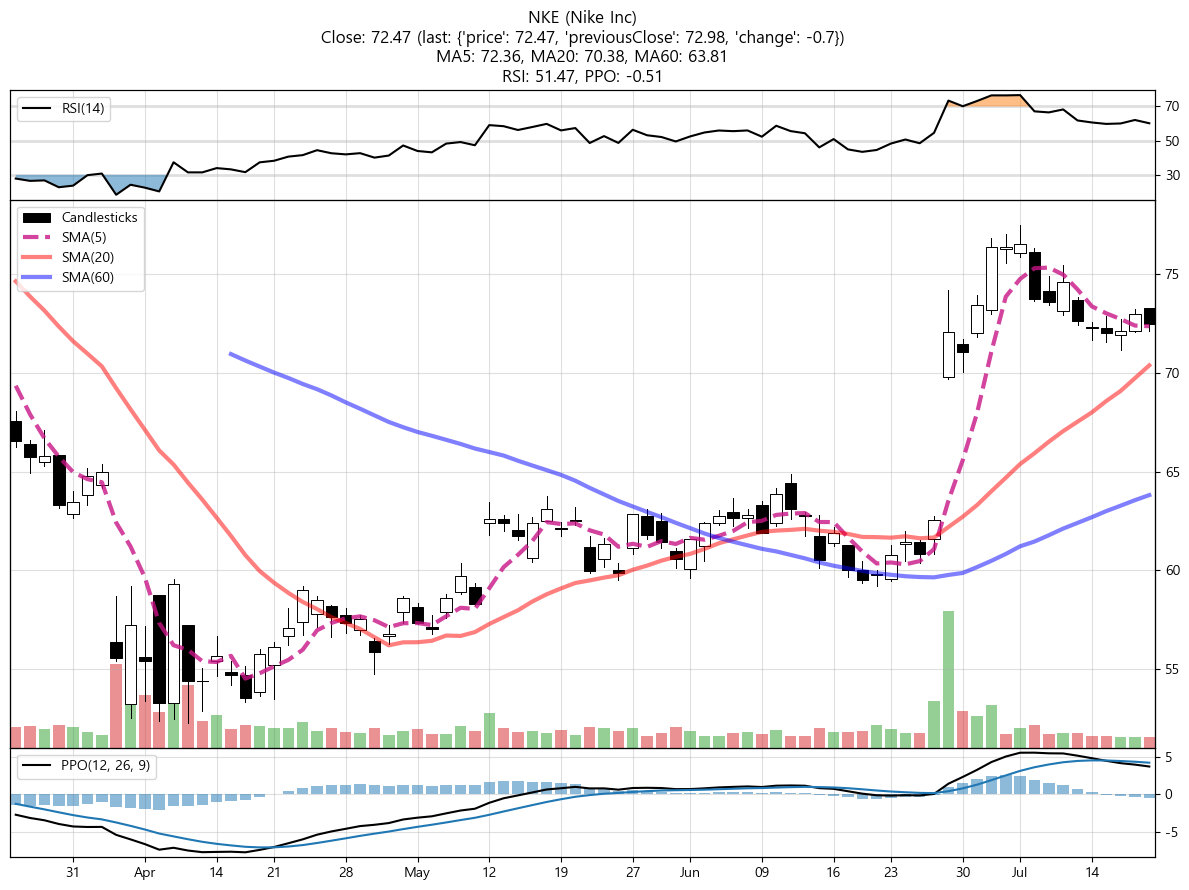 NKE (Nike Inc)
Close: 72.47 (last: {'price': 72.47, 'previousClose': 72.98, 'change': -0.7})
MA5: 72.36, MA20: 70.38, MA60: 63.81
RSI: 51.47, PPO: -0.51
RSI(14)
70
50
30
Candlesticks
SMA(5)
SMA(20)
SMA(60)
75
70
65
60
55
PPO(12, 26, 9)
5
0
-5
31 Apr 14 21 28 May 12 19 27 Jun 09 16 23 30 Jul 14